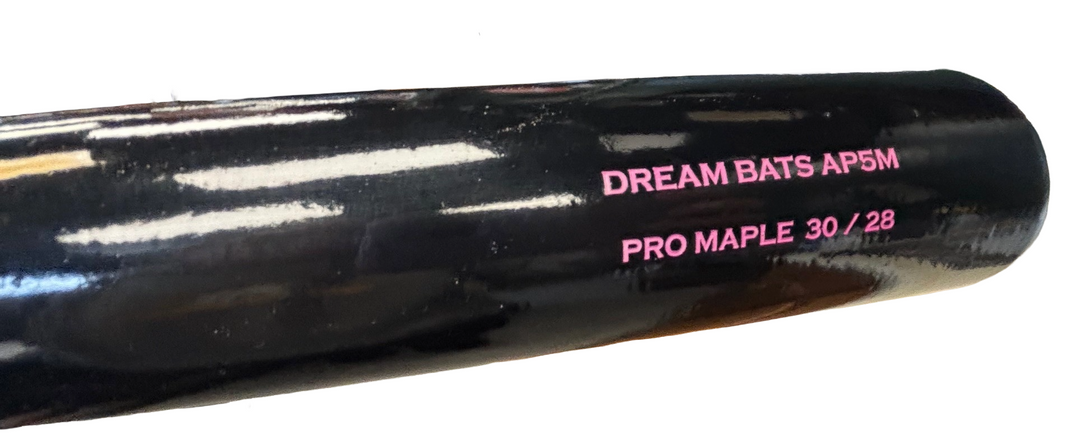 DREAM BATS AP5M
PRO MAPLE 30 / 28